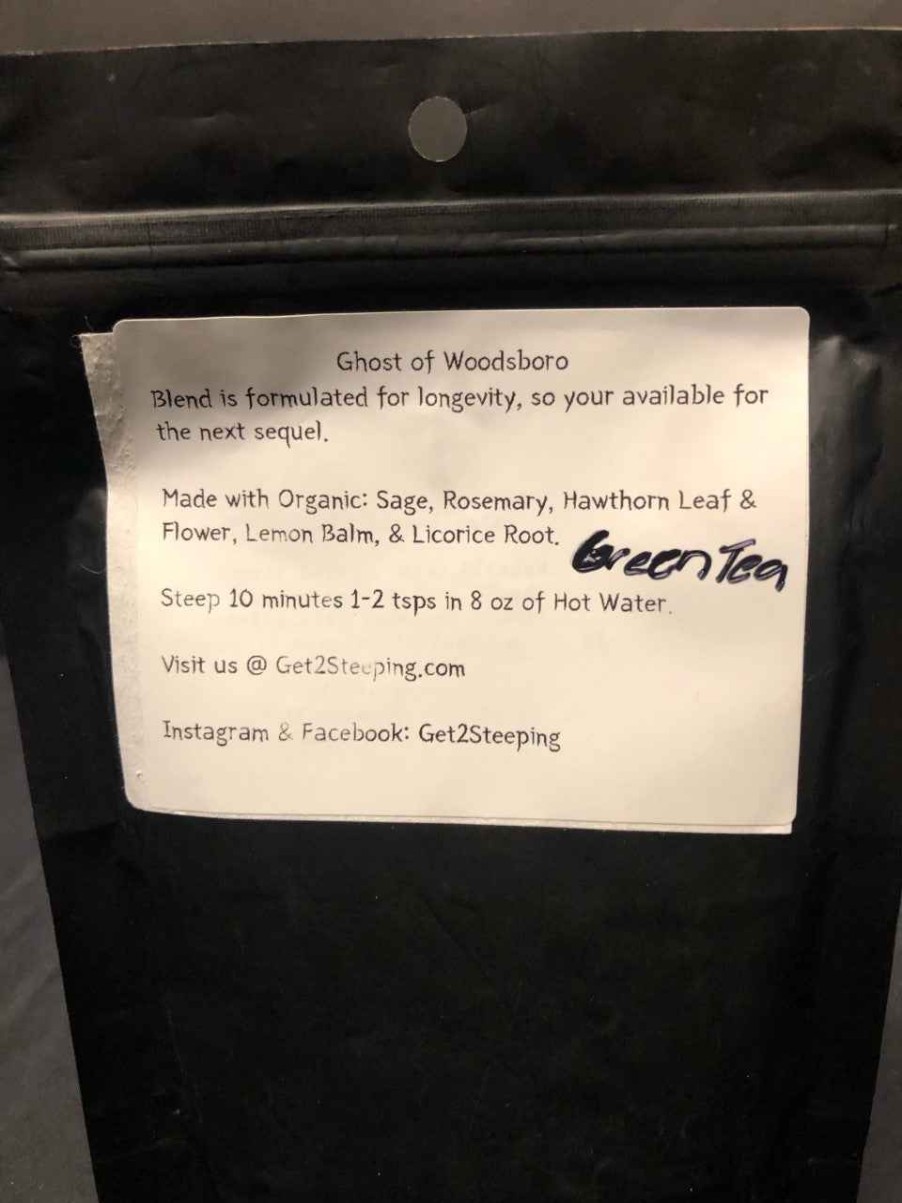 Ghost of Woodsboro
Blend is formulated for longevity, so your available for
the next sequel.
Made with Organic: Sage, Rosemary, Hawthorn Leaf &
Flower, Lemon Balm, & Licorice Root.
Green Tea
Steep 10 minutes 1-2 tsps in 8 oz of Hot Water.
Visit us @ Get2Steeping.com
Instagram & Facebook: Get2Steeping